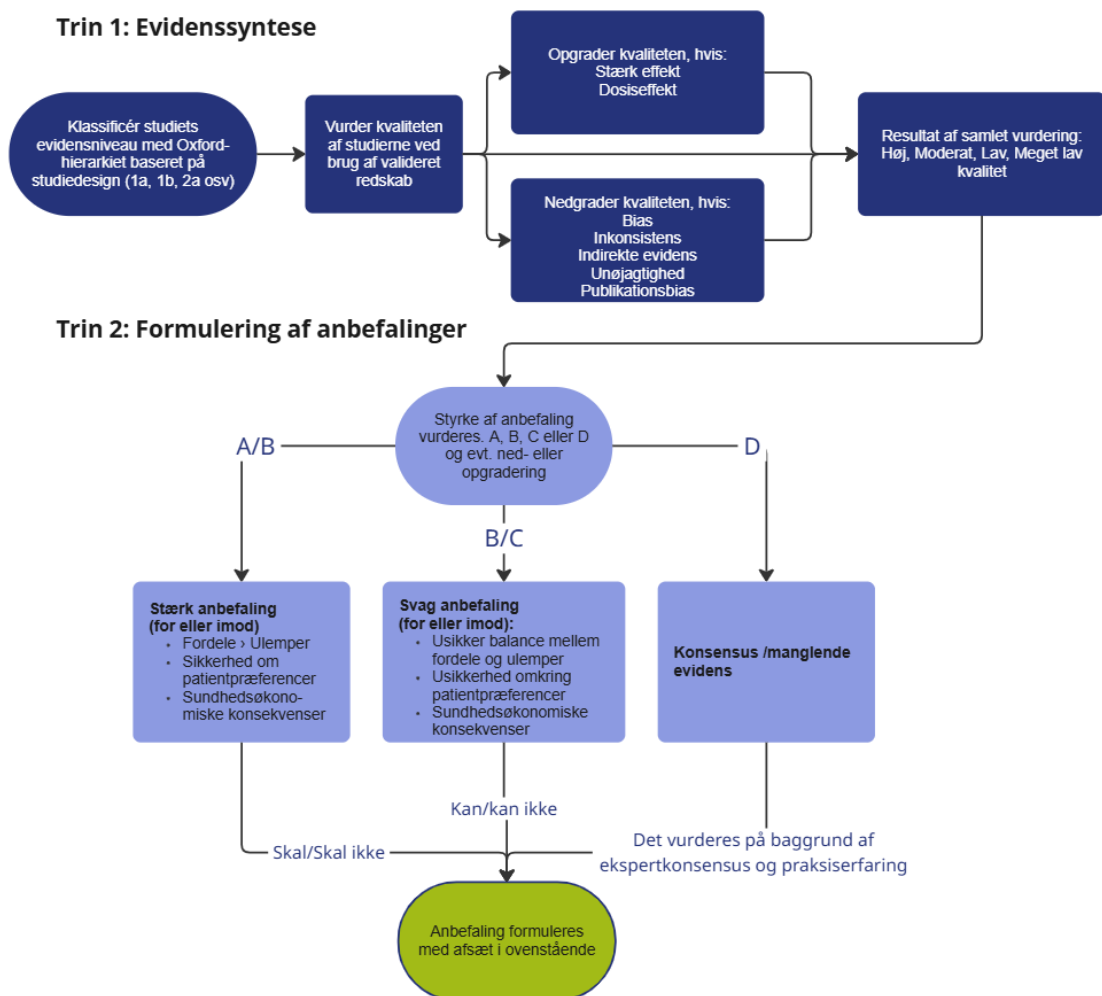 Trin 1: Evidenssyntese
Klassificér studiets
evidensniveau med Oxford-
hierarkiet baseret på
studiedesign (1a, 1b, 2a osv)
Vurder kvaliteten
af studierne ved
brug af valideret
redskab
Opgrader kvaliteten, hvis:
Stærk effekt
Dosiseffekt
Nedgrader kvaliteten, hvis:
Bias
Inkonsistens
Indirekte evidens
Unøjagtighed
Publikationsbias
Resultat af samlet vurdering:
Høj, Moderat, Lav, Meget lav
kvalitet
Trin 2: Formulering af anbefalinger
Styrke af anbefaling
vurderes. A, B, C eller D
og evt. ned- eller
opgradering
A/B
B/C
D
Stærk anbefaling
(for eller imod)
• Fordele › Ulemper
• Sikkerhed om
patientpræferencer
• Sundhedsøkono-
miske konsekvenser
Svag anbefaling
(for eller imod):
• Usikker balance mellem
fordele og ulemper
• Usikkerhed omkring
patientpræferencer
• Sundhedsøkonomiske
konsekvenser
Konsensus /manglende
evidens
Skal/Skal ikke
Kan/kan ikke
Det vurderes på baggrund af
ekspertkonsensus og praksiserfaring
Anbefaling formuleres
med afsæt i ovenstående